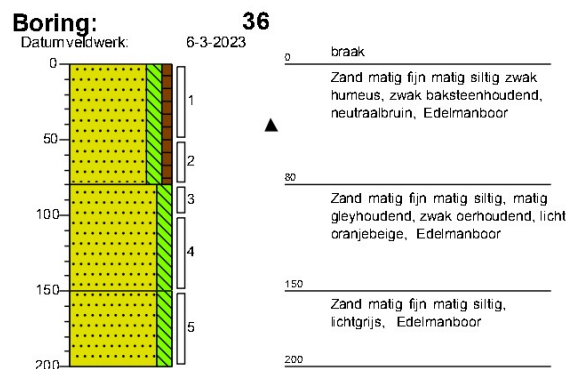 Boring: 36
Datumveldwerk: 6-3-2023
0
50
100
150
200
1
2
3
4
5
0 braak
Zand matig fijn matig siltig zwak
humeus, zwak baksteenhoudend,
neutraalbruin, Edelmanboor
80
Zand matig fijn matig siltig, matig
gleyhoudend, zwak oerhoudend, licht
oranjebeige, Edelmanboor
150
Zand matig fijn matig siltig,
lichtgrijs, Edelmanboor
200